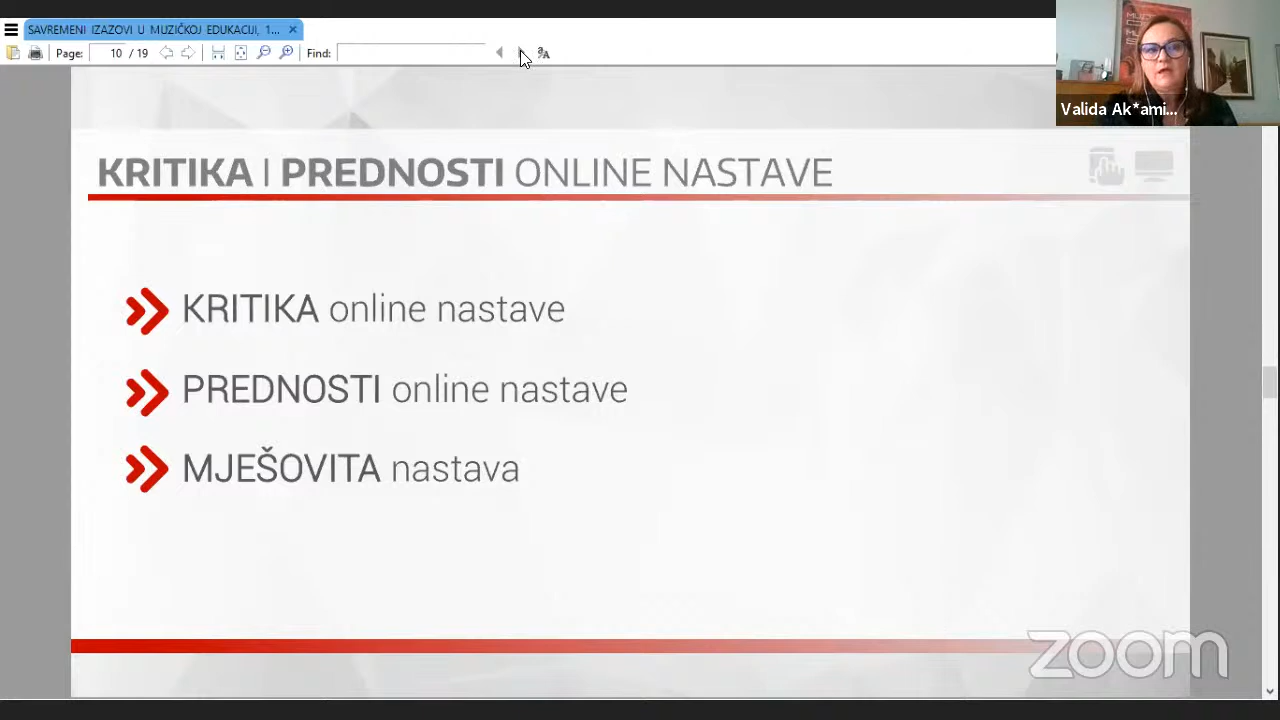 SAVREMENI IZAZOVI U MUZIČKOJ EDUKACIJI, 1...
Page: 10 / 19 Find:
Valida Ak*ami...
KRITIKA I PREDNOSTI ONLINE NASTAVE
KRITIKA online nastave
PREDNOSTI online nastave
MJEŠOVITA nastava
zoom